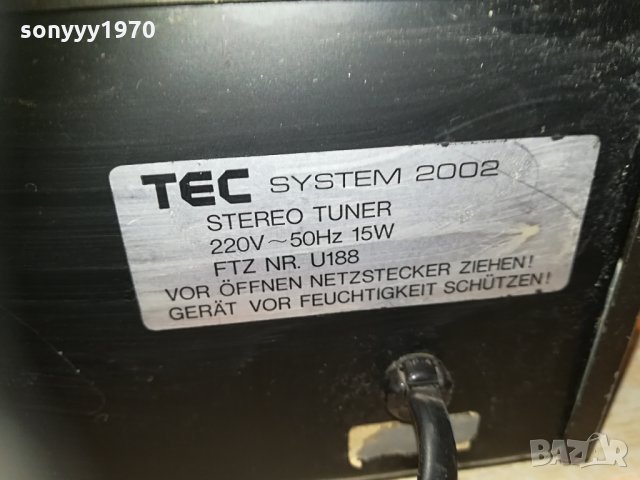 sonyyy1970
TEC SYSTEM 2002
STEREO TUNER
220V~50Hz 15W
FTZ NR. U188
VOR ÖFFNEN NETZSTECKER ZIEHEN!
GERÄT VOR FEUCHTIGKEIT SCHÜTZEN!
BAZAR